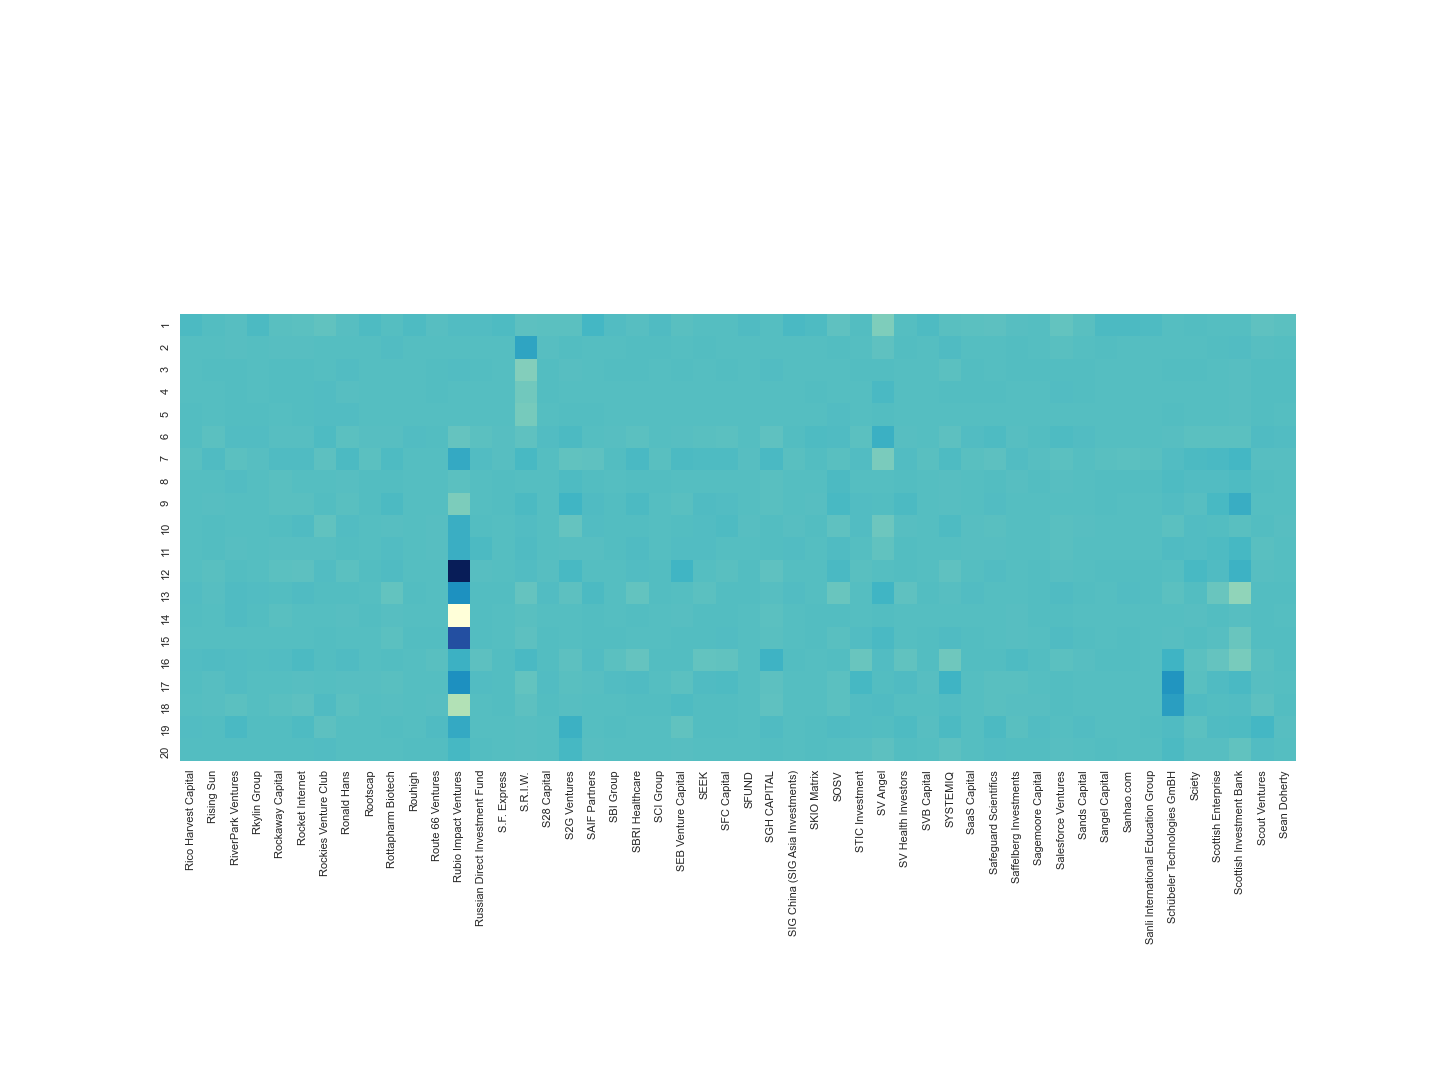 1
2
3
4
5
6
7
8
9
10
11
12
13
14
15
16
17
18
19
20
Rico Harvest Capital
Rising Sun
RiverPark Ventures
Rkylin Group
Rockaway Capital
Rocket Internet
Rockies Venture Club
Ronald Hans
Rootscap
Rottapharm Biotech
Rouhigh
Route 66 Ventures
Rubio Impact Ventures
Russian Direct Investment Fund
S.F. Express
S.R.I.W.
S28 Capital
S2G Ventures
SAIF Partners
SBI Group
SBRI Healthcare
SCI Group
SEB Venture Capital
SEEK
SFC Capital
SFUND
SGH CAPITAL
SIG China (SIG Asia Investments)
SKIO Matrix
SOSV
STIC Investment
SV Angel
SV Health Investors
SVB Capital
SYSTEMIQ
SaaS Capital
Safeguard Scientifics
Saffelberg Investments
Sagemoore Capital
Salesforce Ventures
Sands Capital
Sangel Capital
Sanhao.com
Sanli International Education Group
Schübeler Technologies GmBH
Sciety
Scottish Enterprise
Scottish Investment Bank
Scout Ventures
Sean Doherty